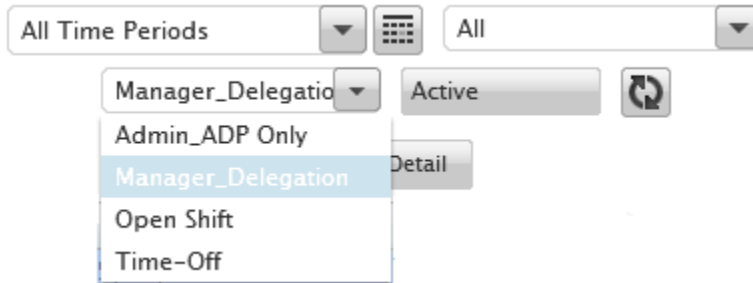 All Time Periods
All
Manager_Delegatio
Active
Admin_ADP Only
Manager_Delegation
Detail
Open Shift
Time-Off